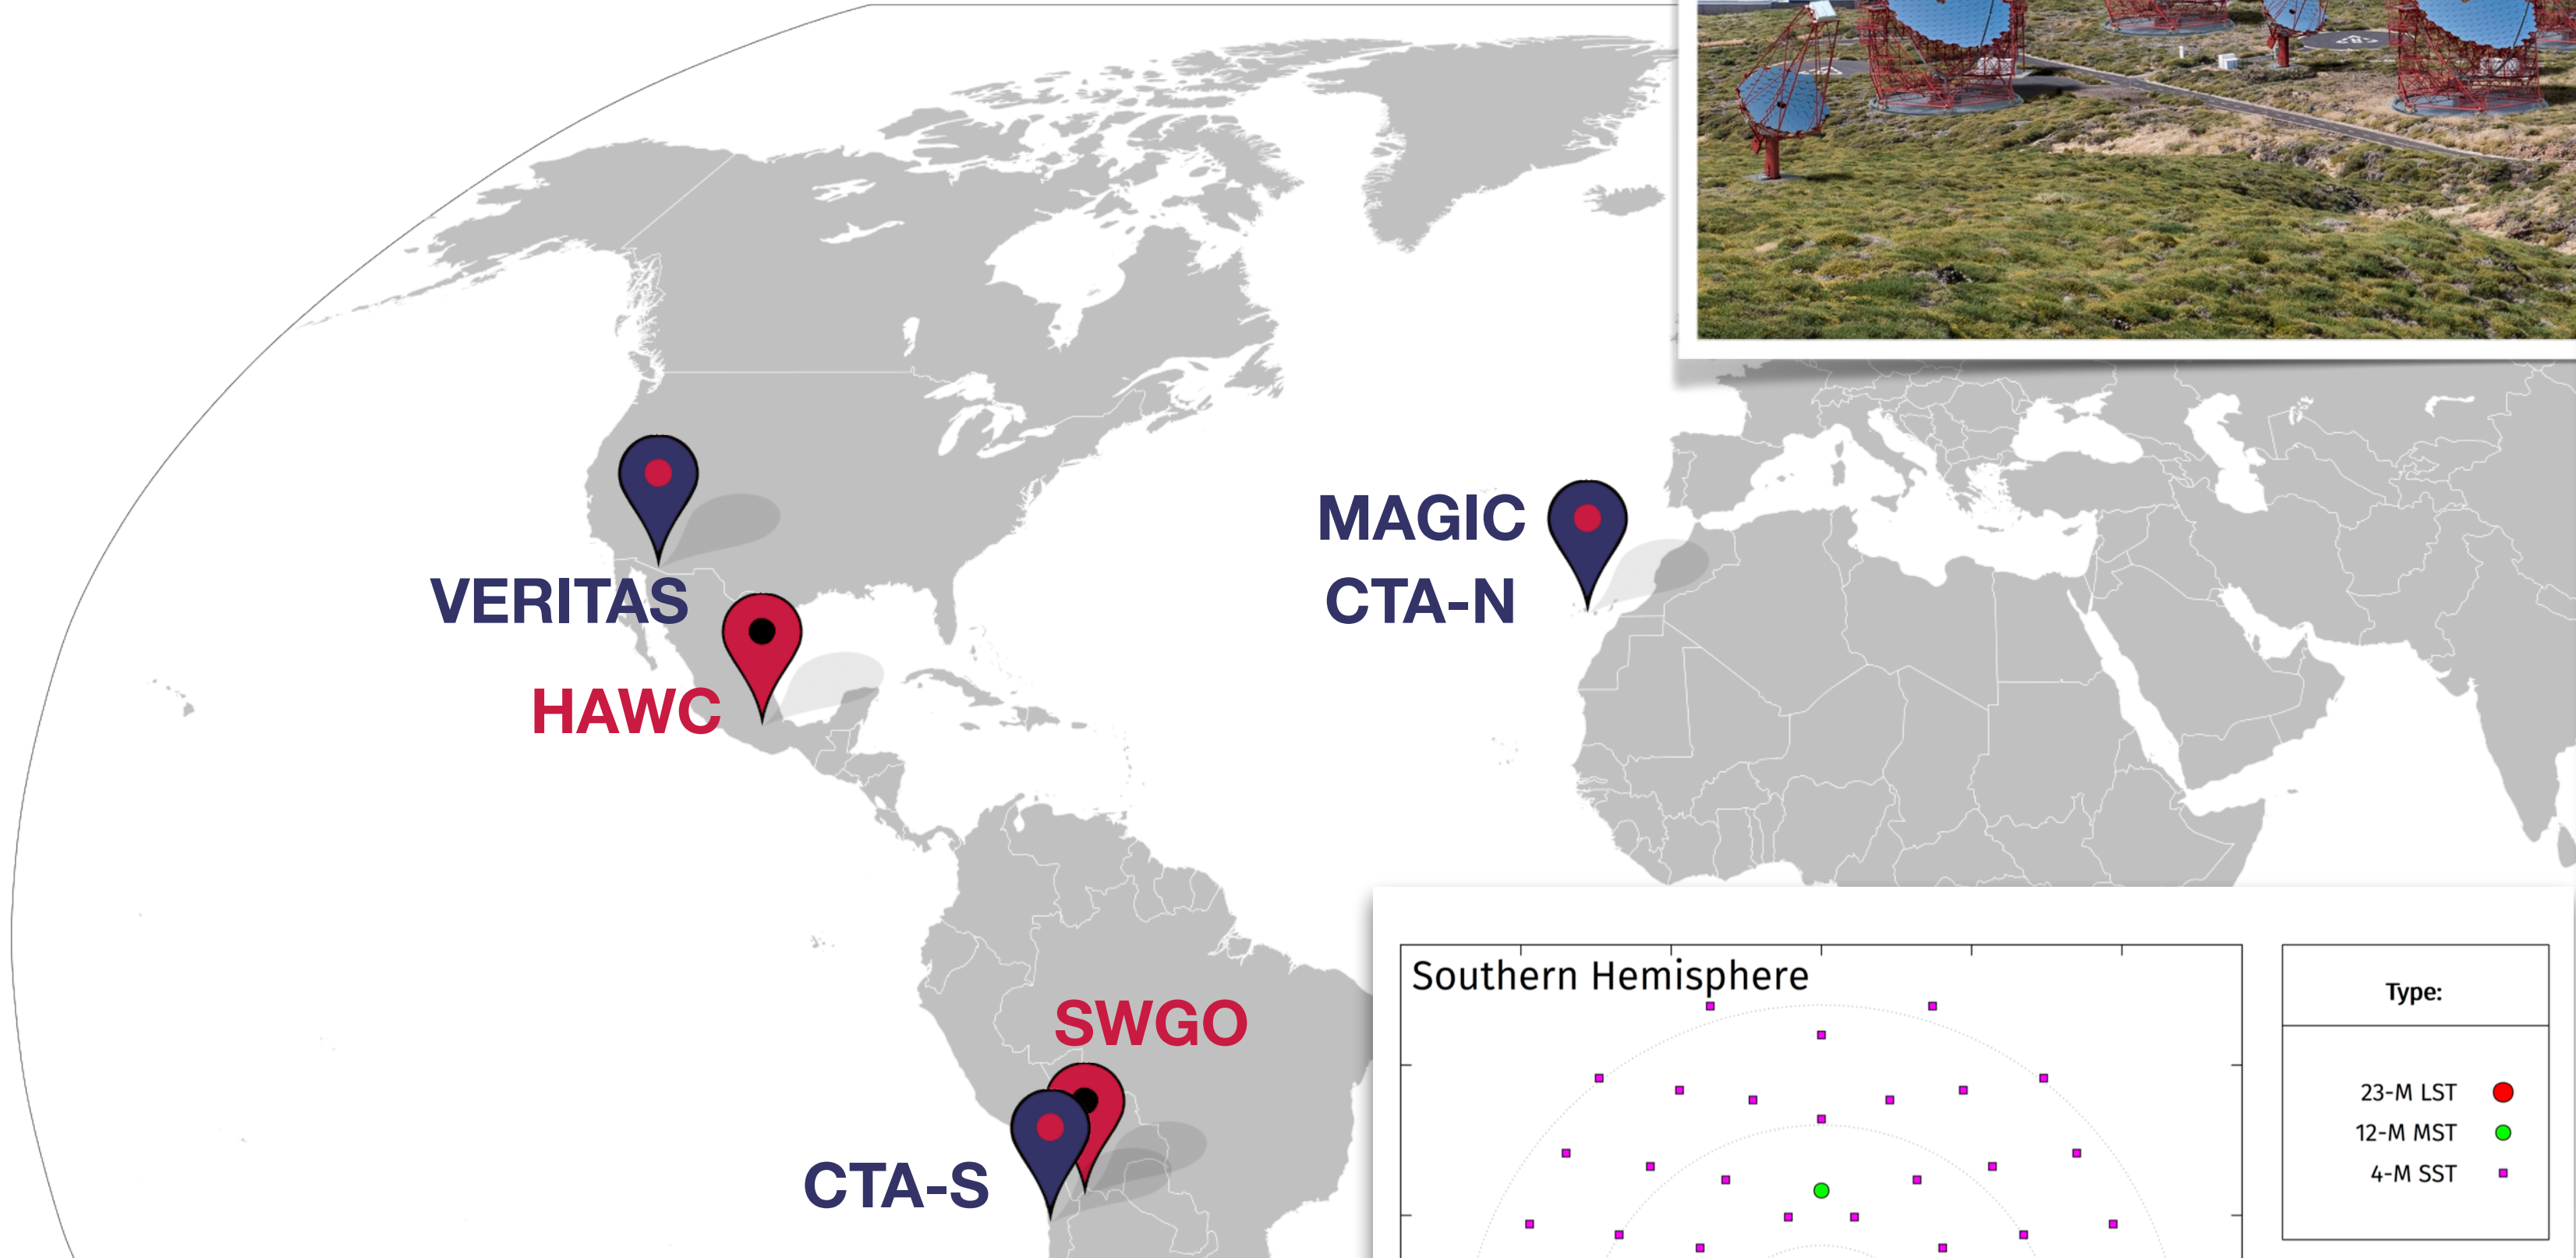 VERITAS
HAWC
MAGIC
CTA-N
SWGO
CTA-S
Southern Hemisphere
Type:
23-M LST
12-M MST
4-M SST